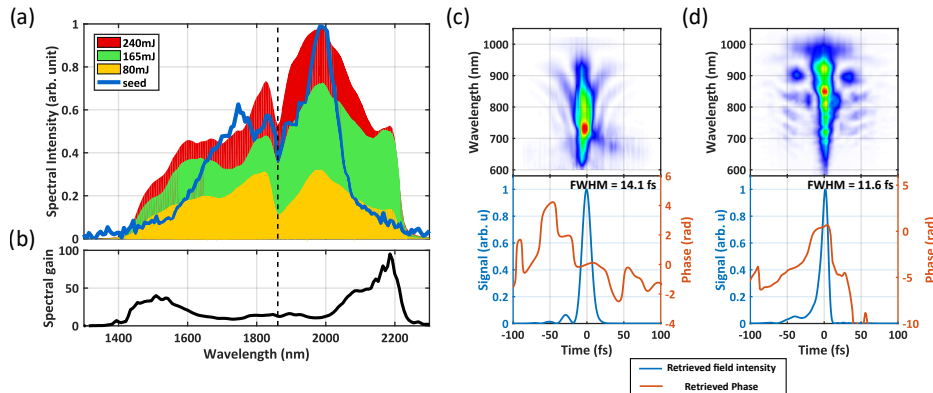 (a)
Spectral Intensity (arb. unit)
1
0.8
0.6
0.4
0.2
0
240mJ
165mJ
80mJ
seed
(b)
Spectral gain
100
50
0
1400
1600
1800
2000
2200
Wavelength (nm)
(c)
Wavelength (nm)
1000
900
800
700
600
FWHM = 14.1 fs
Signal (arb. u)
1
0.8
0.6
0.4
0.2
0
Phase (rad)
6
4
2
0
-2
-4
-100
-50
0
50
100
Time (fs)
(d)
Wavelength (nm)
1000
900
800
700
600
FWHM = 11.6 fs
Signal (arb. u)
1
0.8
0.6
0.4
0.2
0
Phase (rad)
5
0
-5
-10
-100
-50
0
50
100
Time (fs)
Retrieved field intensity
Retrieved Phase